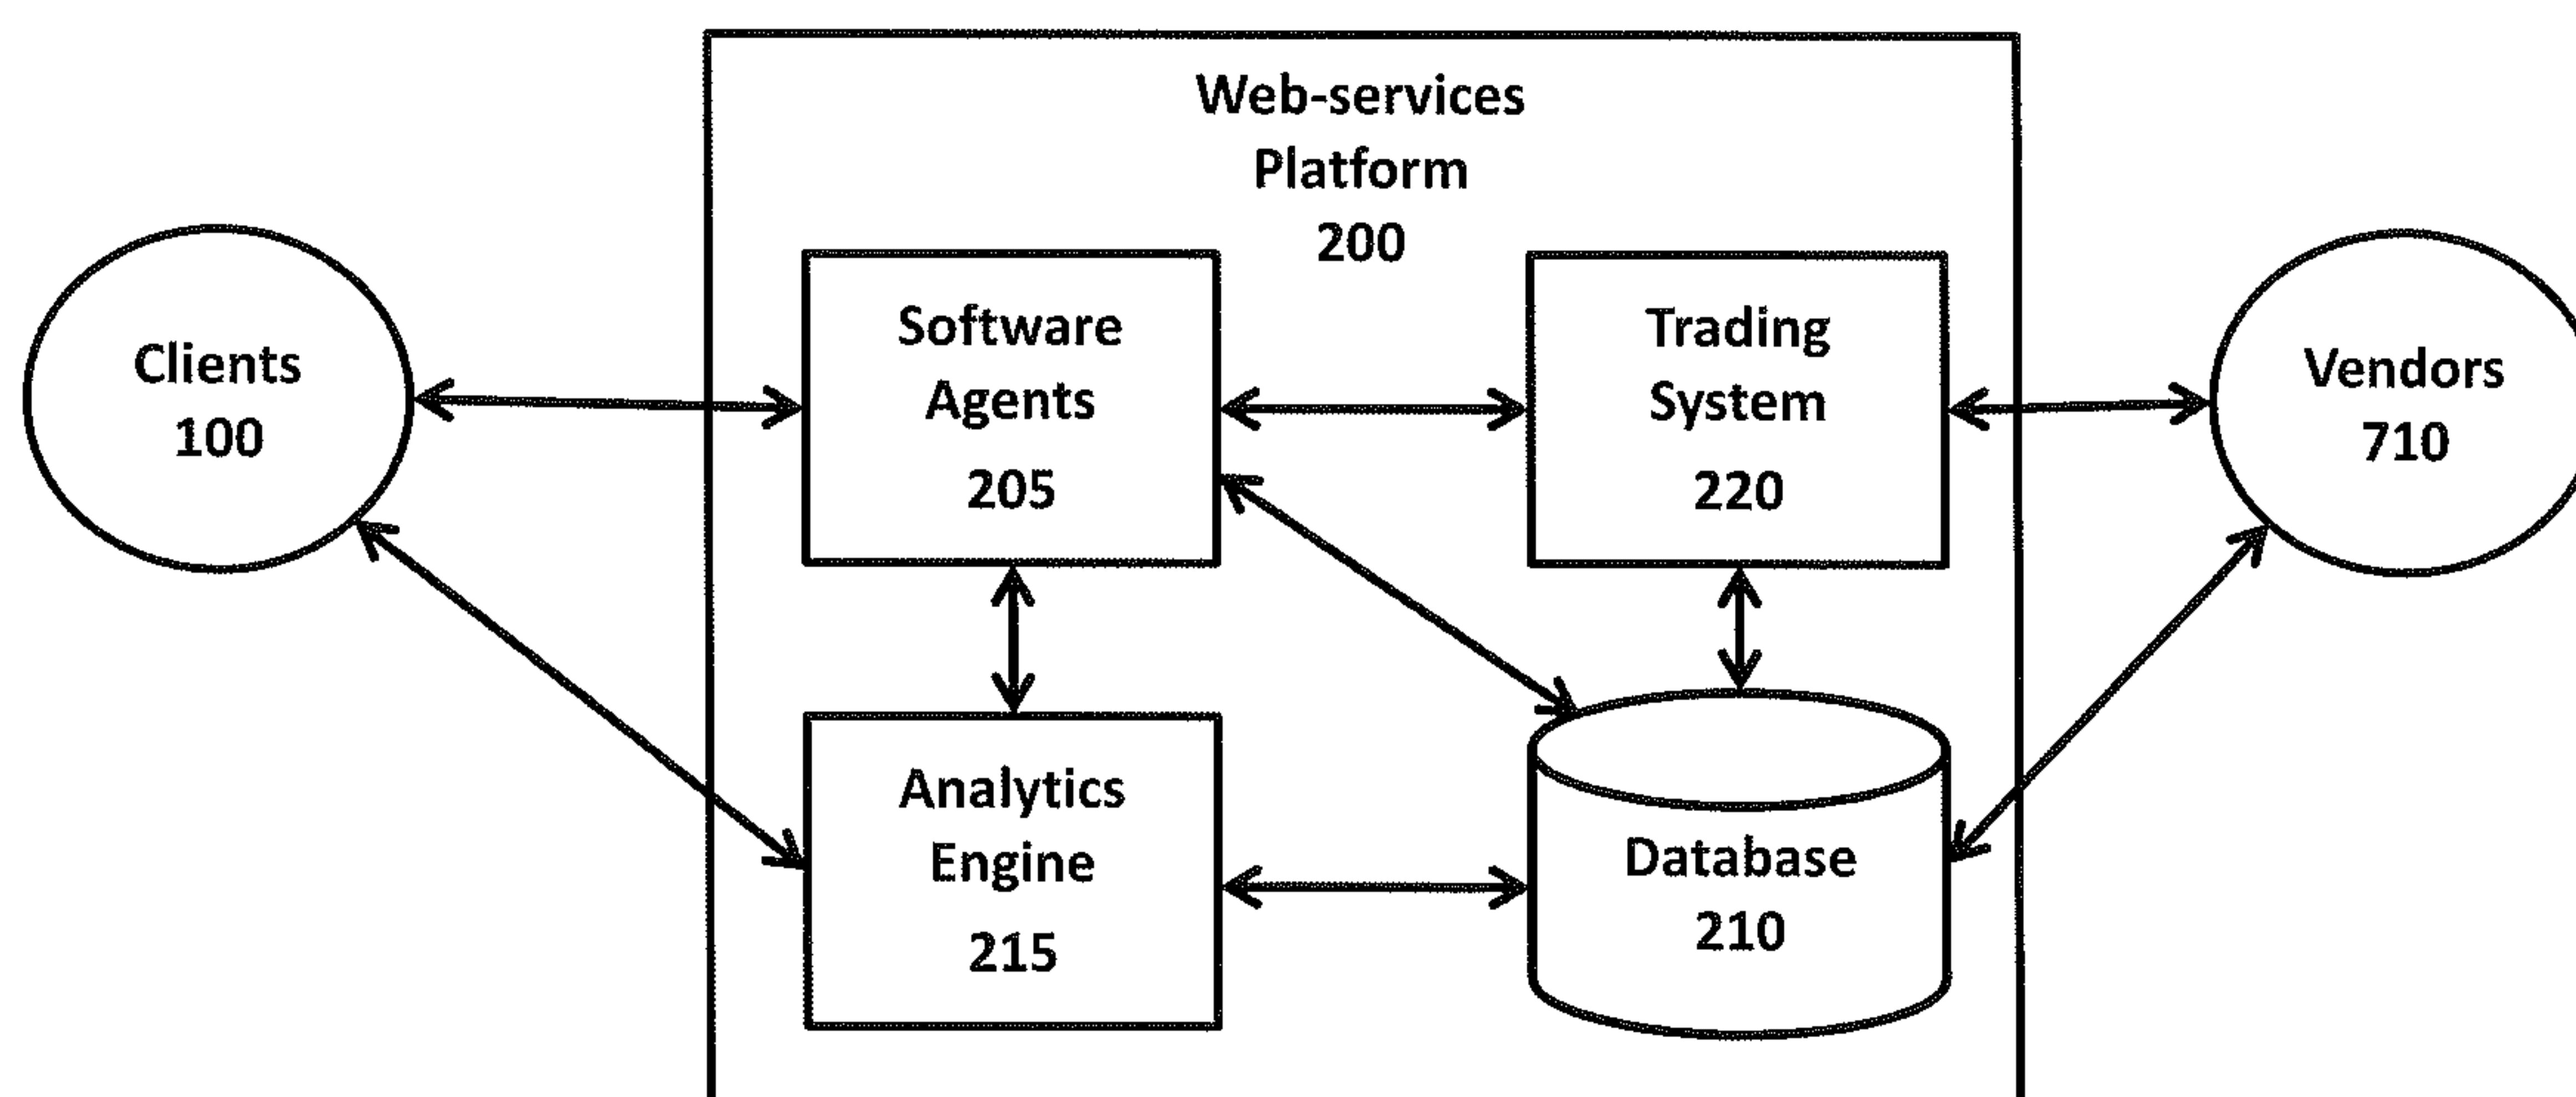 Web-services
Platform
200
Clients
100
Software
Agents
205
Trading
System
220
Vendors
710
Analytics
Engine
215
Database
210